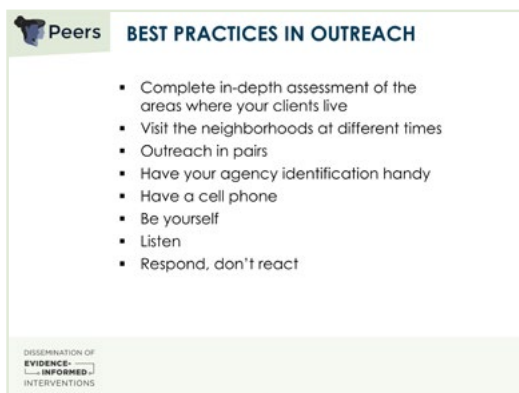 Peers
BEST PRACTICES IN OUTREACH
▪ Complete in-depth assessment of the
areas where your clients live
▪ Visit the neighborhoods at different times
▪ Outreach in pairs
▪ Have your agency identification handy
▪ Have a cell phone
▪ Be yourself
▪ Listen
▪ Respond, don't react
DISSEMINATION OF
EVIDENCE-
INFORMED
INTERVENTIONS